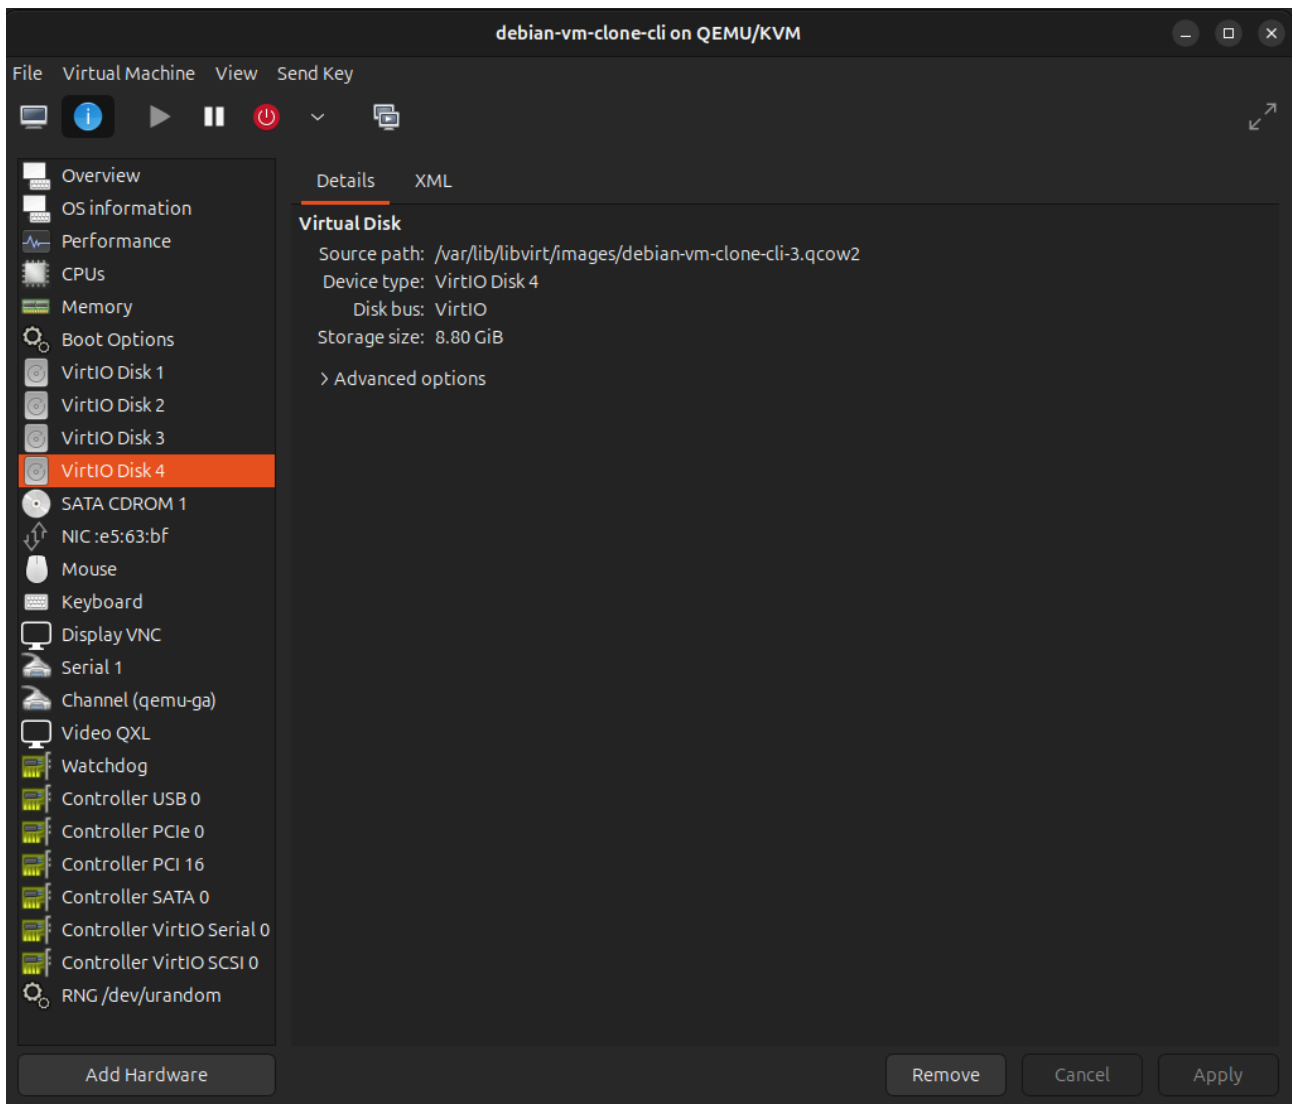 debian-vm-clone-cli on QEMU/KVM
File Virtual Machine View Send Key
Overview
OS information
Performance
CPUs
Memory
Boot Options
VirtIO Disk 1
VirtIO Disk 2
VirtIO Disk 3
VirtIO Disk 4
SATA CDROM 1
NIC :e5:63:bf
Mouse
Keyboard
Display VNC
Serial 1
Channel (qemu-ga)
Video QXL
Watchdog
Controller USB 0
Controller PCIe 0
Controller PCI 16
Controller SATA 0
Controller VirtIO Serial 0
Controller VirtIO SCSI 0
RNG /dev/urandom
Add Hardware
Details XML
Virtual Disk
Source path: /var/lib/libvirt/images/debian-vm-clone-cli-3.qcow2
Device type: VirtIO Disk 4
Disk bus: VirtIO
Storage size: 8.80 GiB
Advanced options
Remove Cancel Apply